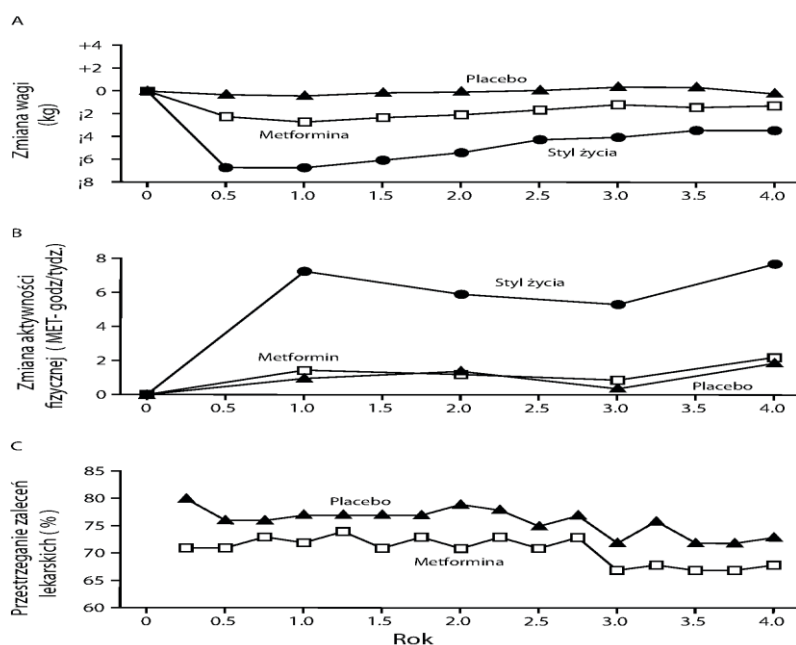 A
Zmiana wagi
(kg)
+4
+2
0
¡2
¡4
¡6
¡8
Placebo
Metformina
Styl życia
0 0.5 1.0 1.5 2.0 2.5 3.0 3.5 4.0
B
Zmiana aktywności
fizycznej ( MET- godz/tydz.)
8
6
4
2
0
Styl życia
Metformin
Placebo
0 0.5 1.0 1.5 2.0 2.5 3.0 3.5 4.0
C
Przestrzeganie zaleceń
lekarskich ( % )
85
80
75
70
65
60
Placebo
Metformina
0 0.5 1.0 1.5 2.0 2.5 3.0 3.5 4.0
Rok